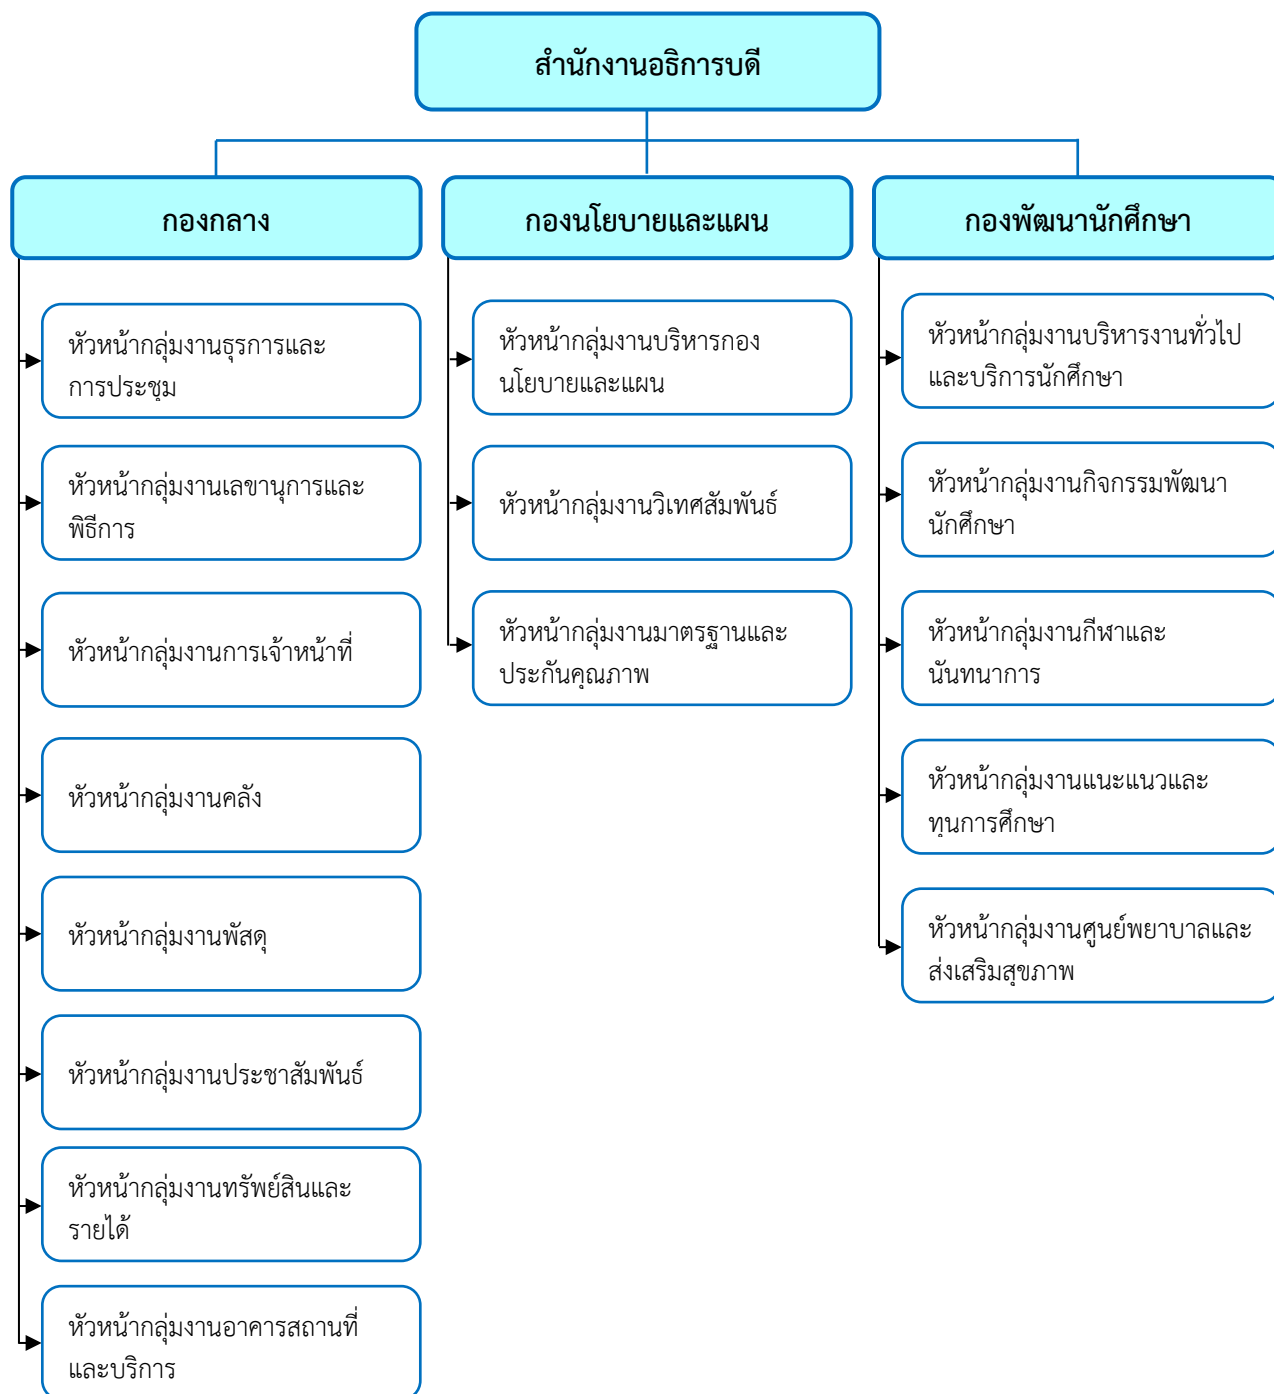 สำนักงานอธิการบดี
กองกลาง
หัวหน้ากลุ่มงานธุรการและ
การประชุม
หัวหน้ากลุ่มงานเลขานุการและ
พิธีการ
หัวหน้ากลุ่มงานการเจ้าหน้าที่
หัวหน้ากลุ่มงานคลัง
หัวหน้ากลุ่มงานพัสดุ
หัวหน้ากลุ่มงานประชาสัมพันธ์
หัวหน้ากลุ่มงานทรัพย์สินและ
รายได้
หัวหน้ากลุ่มงานอาคารสถานที่
และบริการ
กองนโยบายและแผน
หัวหน้ากลุ่มงานบริหารกอง
นโยบายและแผน
หัวหน้ากลุ่มงานวิเทศสัมพันธ์
หัวหน้ากลุ่มงานมาตรฐานและ
ประกันคุณภาพ
กองพัฒนานักศึกษา
หัวหน้ากลุ่มงานบริหารงานทั่วไป
และบริการนักศึกษา
หัวหน้ากลุ่มงานกิจกรรมพัฒนา
นักศึกษา
หัวหน้ากลุ่มงานกีฬาและ
นันทนาการ
หัวหน้ากลุ่มงานแนะแนวและ
ทุนการศึกษา
หัวหน้ากลุ่มงานศูนย์พยาบาลและ
ส่งเสริมสุขภาพ